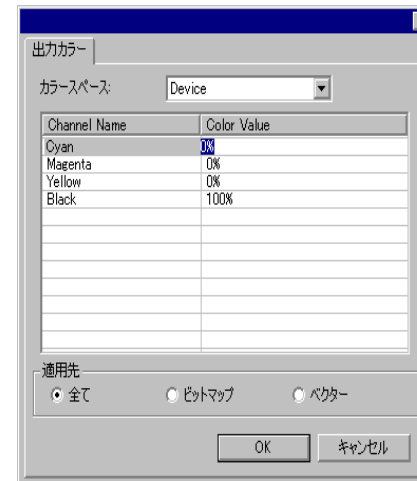 出力カラー
カラースペース: Device
Channel Name Color Value
Cyan 0%
Magenta 0%
Yellow 0%
Black 100%
適用先
全て ビットマップ ベクター
OK キャンセル